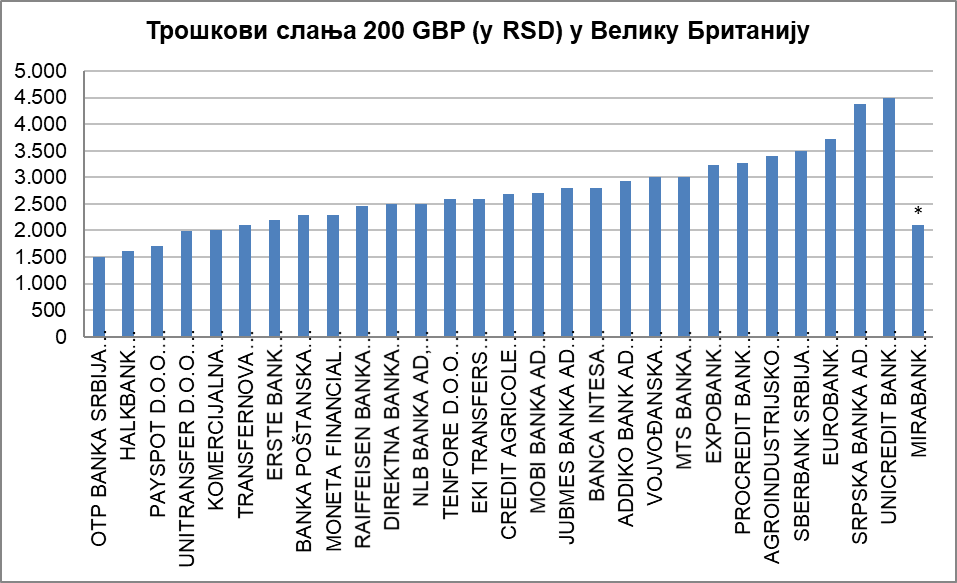 Трошкови слања 200 GBP (у RSD) у Велику Британију
5.000
4.500
4.000
3.500
3.000
2.500
2.000
1.500
1.000
500
0
*
OTP BANKA SRBIJA…
HALKBANK…
PAYSPOT D.O.O…
UNITRANSFER D.O.O…
KOMERCIJALNA…
TRANSFERNOVA…
ERSTE BANK…
BANKA POŠTANSKA…
MONETA FINANCIAL…
RAIFFEISEN BANKA…
DIREKTNA BANKA…
NLB BANKA AD,…
TENFORE D.O.O…
EKI TRANSFERS…
CREDIT AGRICOLE…
MOBI BANKA AD…
JUBMES BANKA AD…
BANCA INTESA…
ADDIKO BANK AD…
VOJVOĐANSKA…
MTS BANKA…
EXPOBANK…
PROCREDIT BANK…
AGROINDUSTRIJSKO…
SBERBANK SRBIJA…
EUROBANK…
SRPSKA BANKA AD…
UNICREDIT BANK…
MIRABANK…